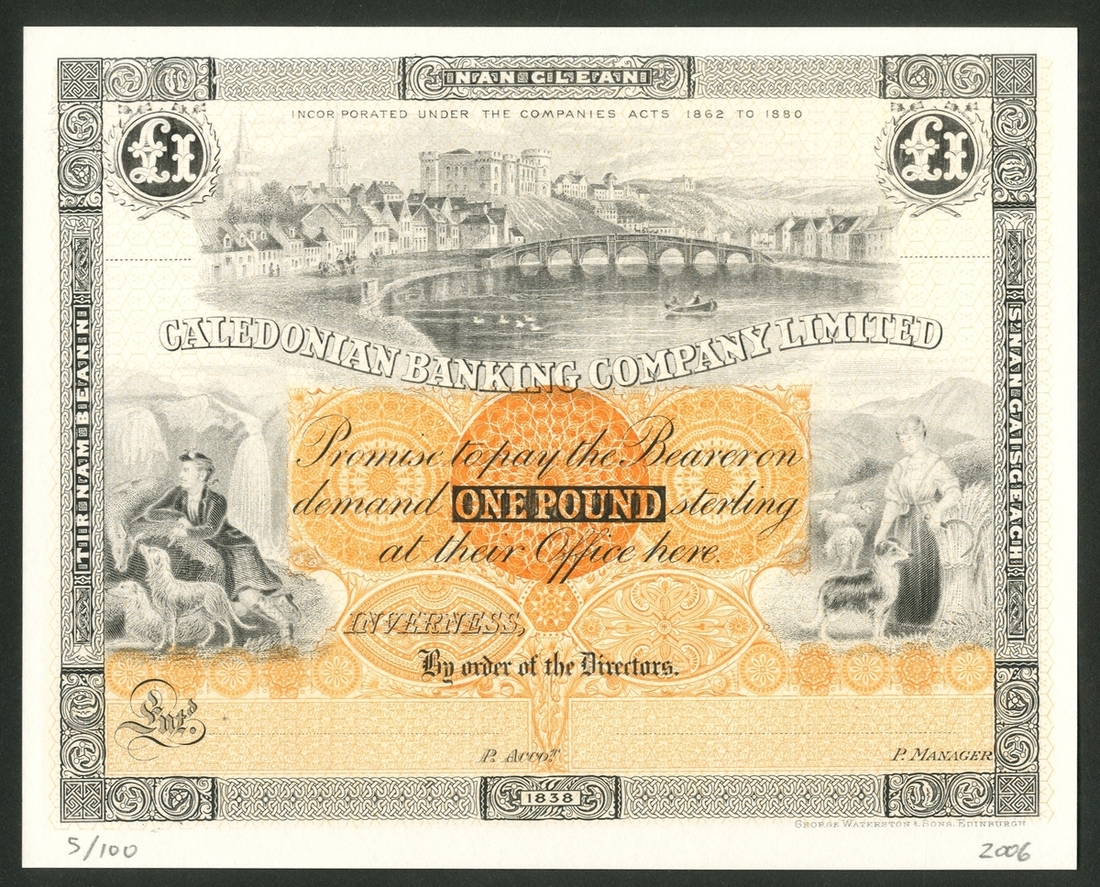 NAN GLEAN
INCORPORATED UNDER THE COMPANIES ACTS 1862 TO 1880
£1
£1
TIR NAM BEANN
S'NAN GAISGEACH
CALEDONIAN BANKING COMPANY LIMITED
Promise to pay the Bearer on
demand ONE POUND sterling
at their Office here.
INVERNESS,
By order of the Directors.
Entd.
P. Accot.
P. MANAGER
1838
GEORGE WATERSTON & SONS, EDINBURGH
5/100
2006